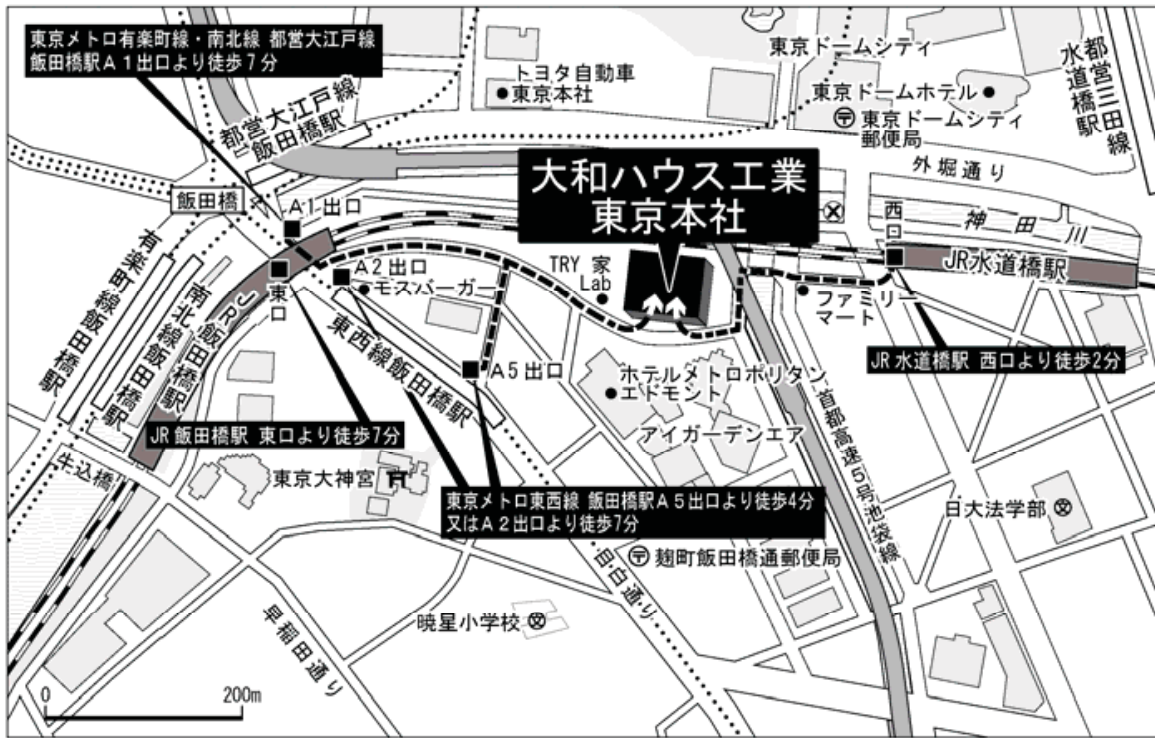 東京メトロ有楽町線・南北線 都営大江戸線
飯田橋駅A1出口より徒歩7分
都営大江戸線
飯田橋駅
トヨタ自動車
東京本社
東京ドームシティ
東京ドームホテル
東京ドームシティ
郵便局
都営三田線
水道橋駅
外堀通り
神田川
飯田橋
A1出口
大和ハウス工業
東京本社
西口
JR水道橋駅
A2出口
モスバーガー
東口
TRY 家
Lab
ファミリー
マート
有楽町線飯田橋駅
南北線飯田橋駅
JR飯田橋駅
東西線飯田橋駅
A5出口
JR水道橋駅 西口より徒歩2分
ホテルメトロポリタン
エドモント
アイガーデンエア
首都高速5号池袋線
JR飯田橋駅 東口より徒歩7分
牛込橋
東京大神宮
東京メトロ東西線 飯田橋駅A5出口より徒歩4分
又はA2出口より徒歩7分
日大法学部
麹町飯田橋通郵便局
目白通り
暁星小学校
早稲田通り
0
200m